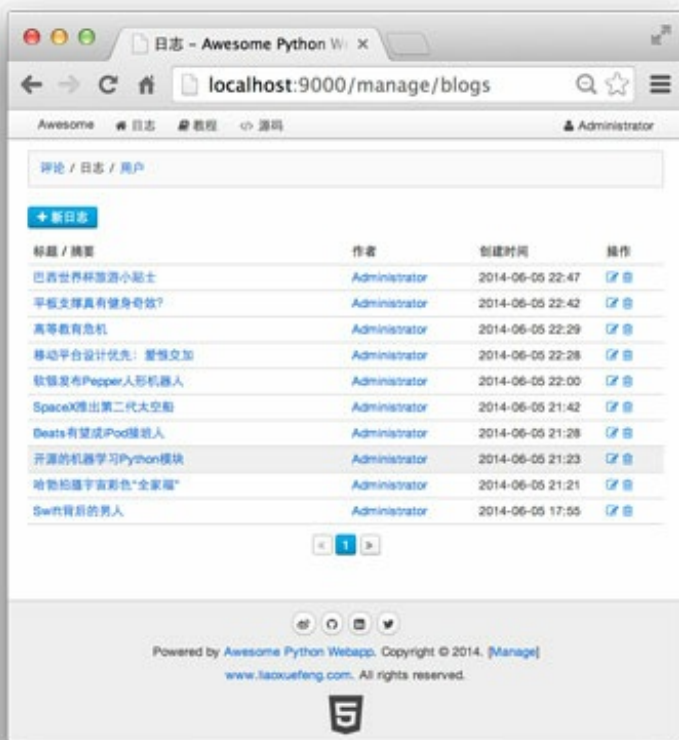 日志 - Awesome Python W
localhost:9000/manage/blogs
Awesome 日志 教程 源码 Administrator
评论 / 日志 / 用户
新日志
标题 / 摘要 作者 创建时间 操作
巴西世界杯旅游小贴士 Administrator 2014-06-05 22:47
平板支撑真有健身奇效? Administrator 2014-06-05 22:42
高等教育危机 Administrator 2014-06-05 22:29
移动平台设计优先：爱恨交加 Administrator 2014-06-05 22:28
软银发布Pepper人形机器人 Administrator 2014-06-05 22:00
SpaceX推出第二代太空船 Administrator 2014-06-05 21:42
Beats有望成iPod接班人 Administrator 2014-06-05 21:28
开源的机器学习Python模块 Administrator 2014-06-05 21:23
哈勃拍摄宇宙彩色"全家福" Administrator 2014-06-05 21:21
Swift背后的男人 Administrator 2014-06-05 17:55
« 1 »
Powered by Awesome Python Webapp. Copyright © 2014. [Manage]
www.liaoxuefeng.com. All rights reserved.